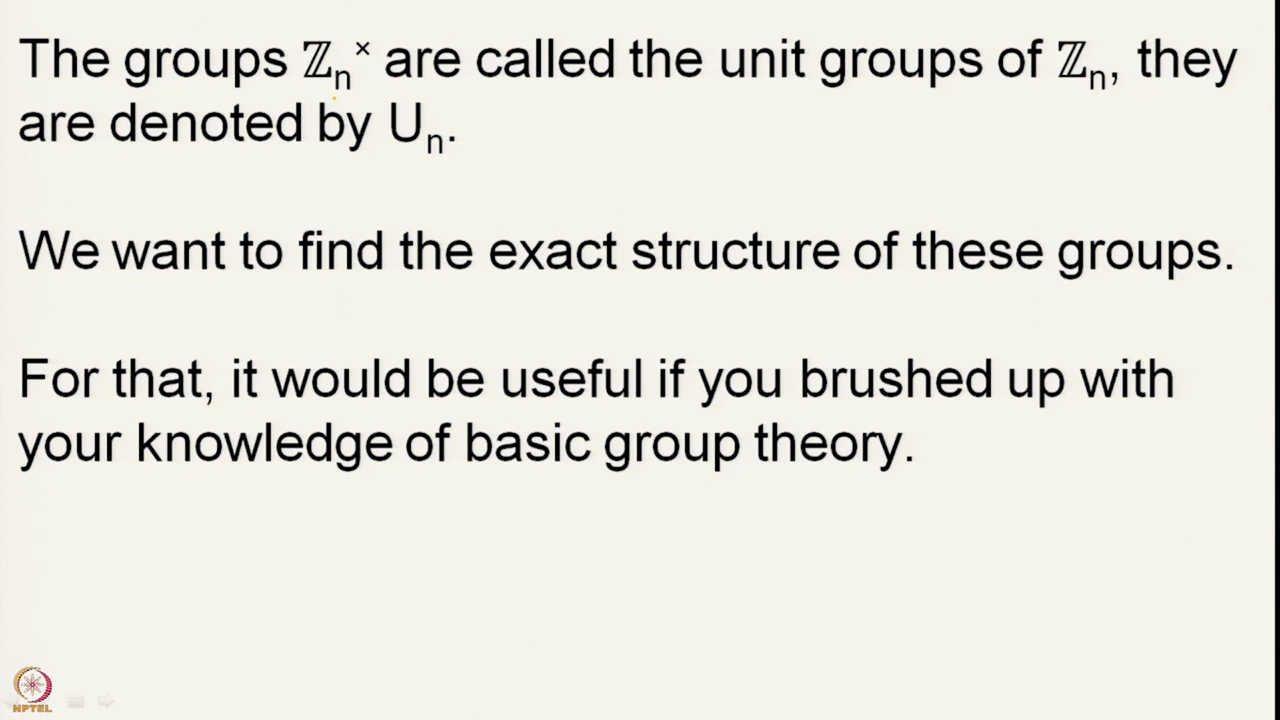 The groups ℤₙˣ are called the unit groups of ℤₙ, they
are denoted by Uₙ.
We want to find the exact structure of these groups.
For that, it would be useful if you brushed up with
your knowledge of basic group theory.
NPTEL